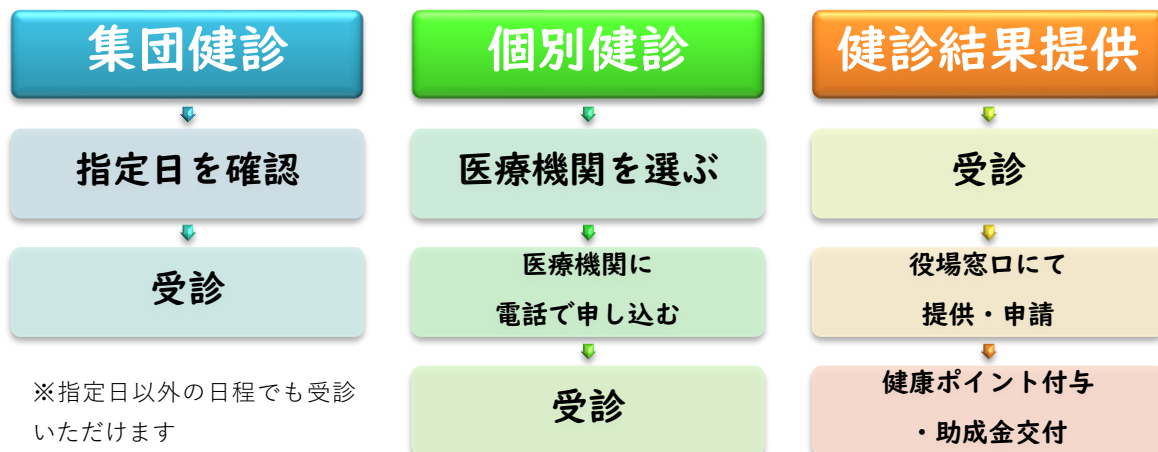 集団健診
指定日を確認
受診
※指定日以外の日程でも受診
いただけます
個別健診
医療機関を選ぶ
医療機関に
電話で申し込む
受診
健診結果提供
受診
役場窓口にて
提供・申請
健康ポイント付与
・助成金交付